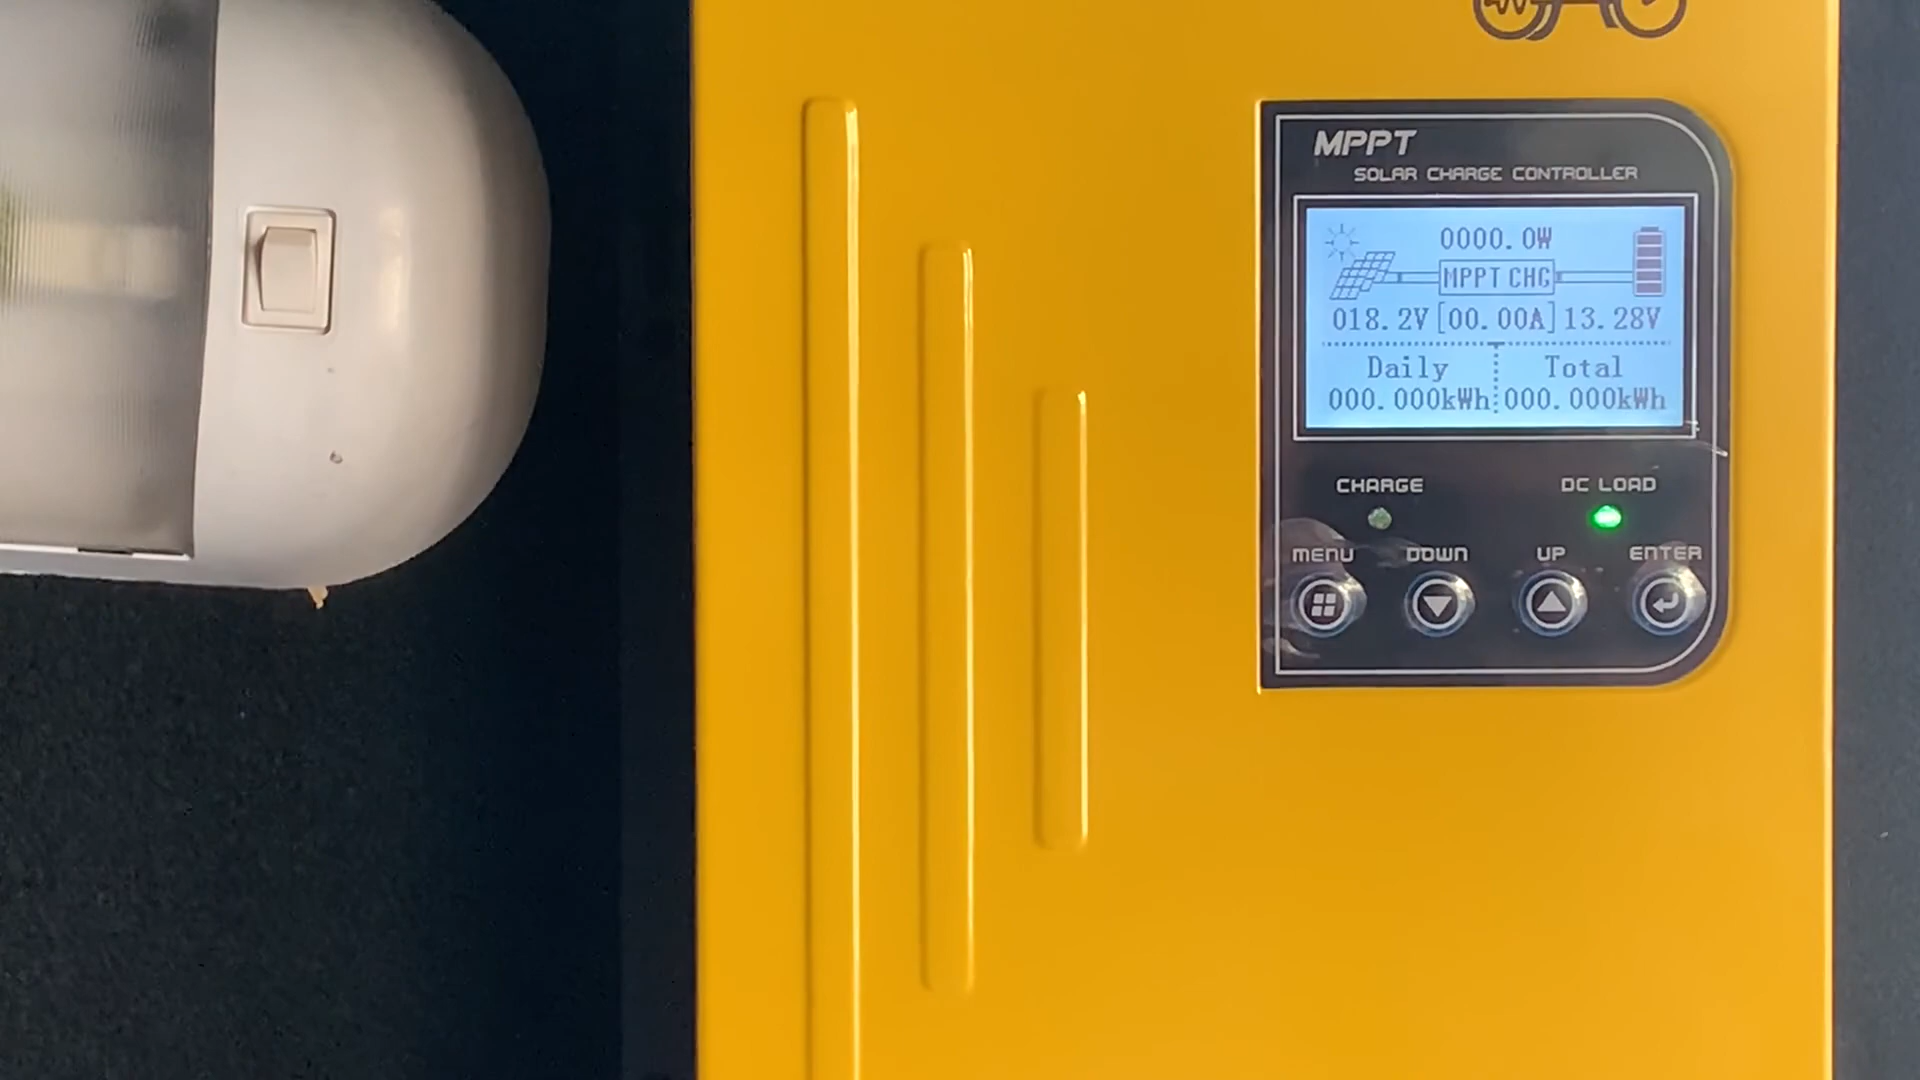 MPPT
SOLAR CHARGE CONTROLLER
0000.0W
MPPT CHG
018.2V [00.00A] 13.28V
Daily Total
000.000kWh 000.000kWh
CHARGE DC LOAD
MENU DOWN UP ENTER